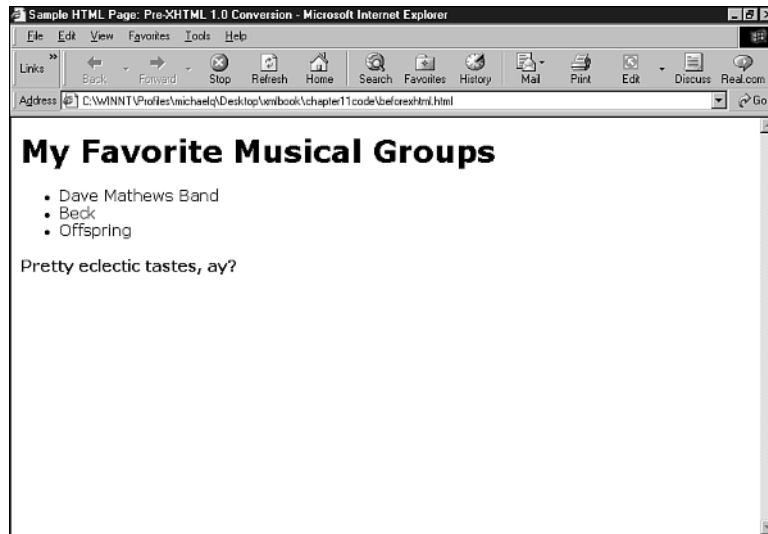 Sample HTML Page: Pre-XHTML 1.0 Conversion - Microsoft Internet Explorer
File Edit View Favorites Tools Help
Links » Back Forward Stop Refresh Home Search Favorites History Mail Print Edit Discuss Real.com
Address C:\WINNT\Profiles\michaelq\Desktop\xmlbook\chapter11code\beforexhtml.html Go
My Favorite Musical Groups
• Dave Mathews Band
• Beck
• Offspring
Pretty eclectic tastes, ay?